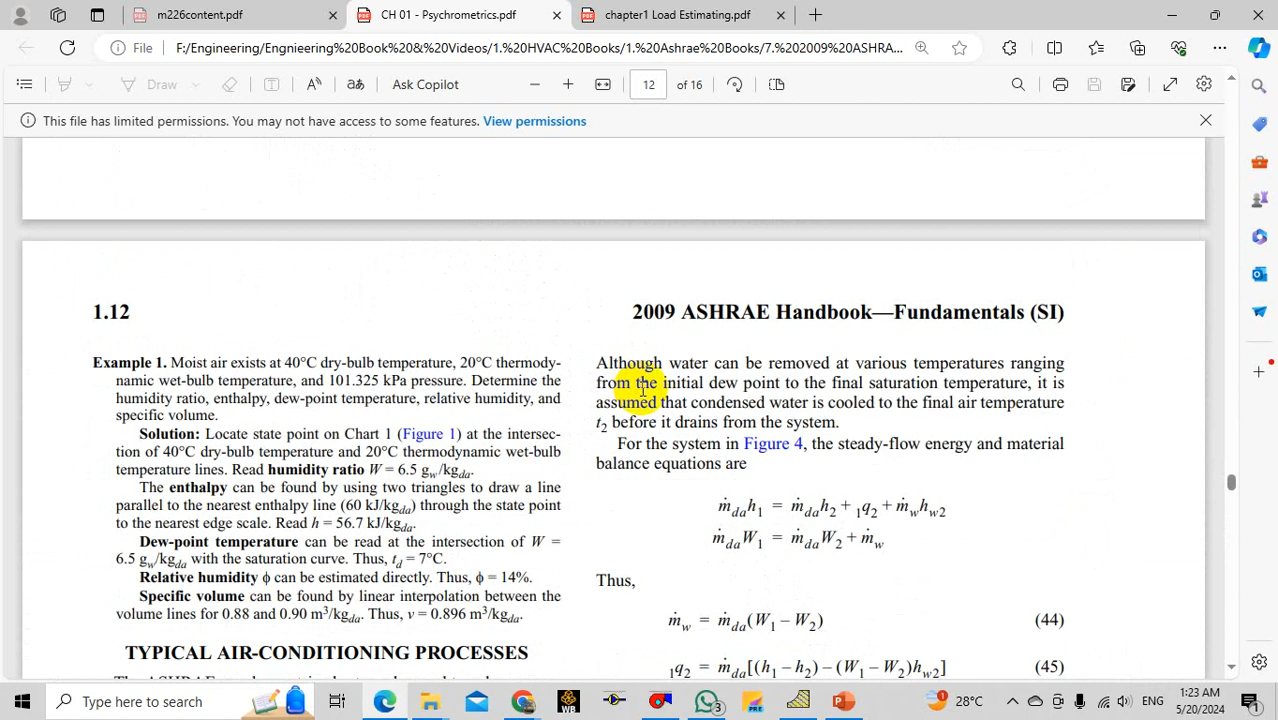 m226content.pdf
CH 01 - Psychrometrics.pdf
chapter1 Load Estimating.pdf
File
F:/Engineering/Engnieering%20Book%20&%20Videos/1.%20HVAC%20Books/1.%20Ashrae%20Books/7.%202009%20ASHRA...
Draw
Ask Copilot
12 of 16
This file has limited permissions. You may not have access to some features. View permissions
1.12
2009 ASHRAE Handbook—Fundamentals (SI)
Example 1. Moist air exists at 40°C dry-bulb temperature, 20°C thermody-
namic wet-bulb temperature, and 101.325 kPa pressure. Determine the
humidity ratio, enthalpy, dew-point temperature, relative humidity, and
specific volume.
Solution: Locate state point on Chart 1 (Figure 1) at the intersec-
tion of 40°C dry-bulb temperature and 20°C thermodynamic wet-bulb
temperature lines. Read humidity ratio W = 6.5 gw/kgda.
The enthalpy can be found by using two triangles to draw a line
parallel to the nearest enthalpy line (60 kJ/kgda) through the state point
to the nearest edge scale. Read h = 56.7 kJ/kgda.
Dew-point temperature can be read at the intersection of W =
6.5 gw/kgda with the saturation curve. Thus, td = 7°C.
Relative humidity ϕ can be estimated directly. Thus, ϕ = 14%.
Specific volume can be found by linear interpolation between the
volume lines for 0.88 and 0.90 m³/kgda. Thus, v = 0.896 m³/kgda.
TYPICAL AIR-CONDITIONING PROCESSES
Although water can be removed at various temperatures ranging
from the initial dew point to the final saturation temperature, it is
assumed that condensed water is cooled to the final air temperature
t2 before it drains from the system.
For the system in Figure 4, the steady-flow energy and material
balance equations are
ṁda h1 = ṁda h2 + 1q2 + ṁw hw2
ṁda W1 = ṁda W2 + ṁw
Thus,
ṁw = ṁda (W1 – W2) (44)
1q2 = ṁda [(h1 – h2) – (W1 – W2) hw2] (45)
Type here to search
WB
PRE
3
28°C
ENG
1:23 AM
5/20/2024
1